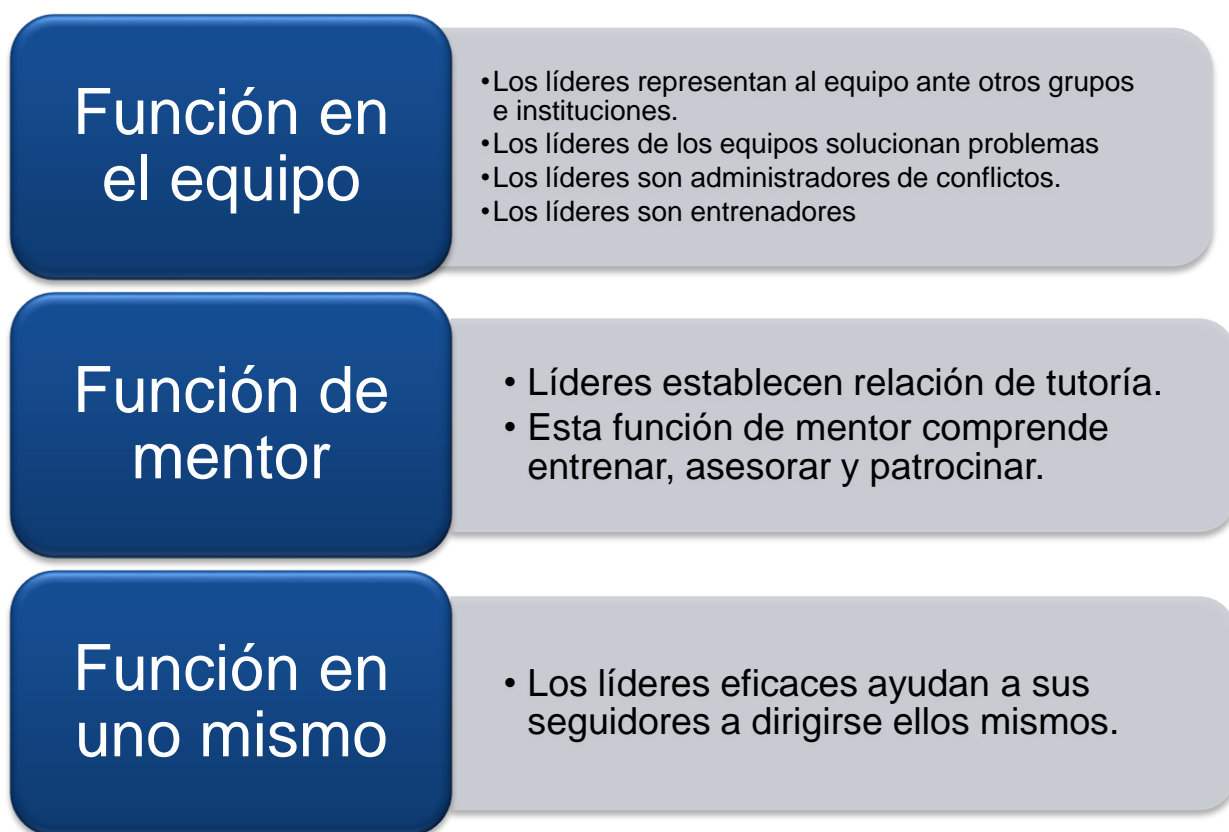 Función en
el equipo
•Los líderes representan al equipo ante otros grupos
e instituciones.
•Los líderes de los equipos solucionan problemas
•Los líderes son administradores de conflictos.
•Los líderes son entrenadores
Función de
mentor
• Líderes establecen relación de tutoría.
• Esta función de mentor comprende
entrenar, asesorar y patrocinar.
Función en
uno mismo
• Los líderes eficaces ayudan a sus
seguidores a dirigirse ellos mismos.